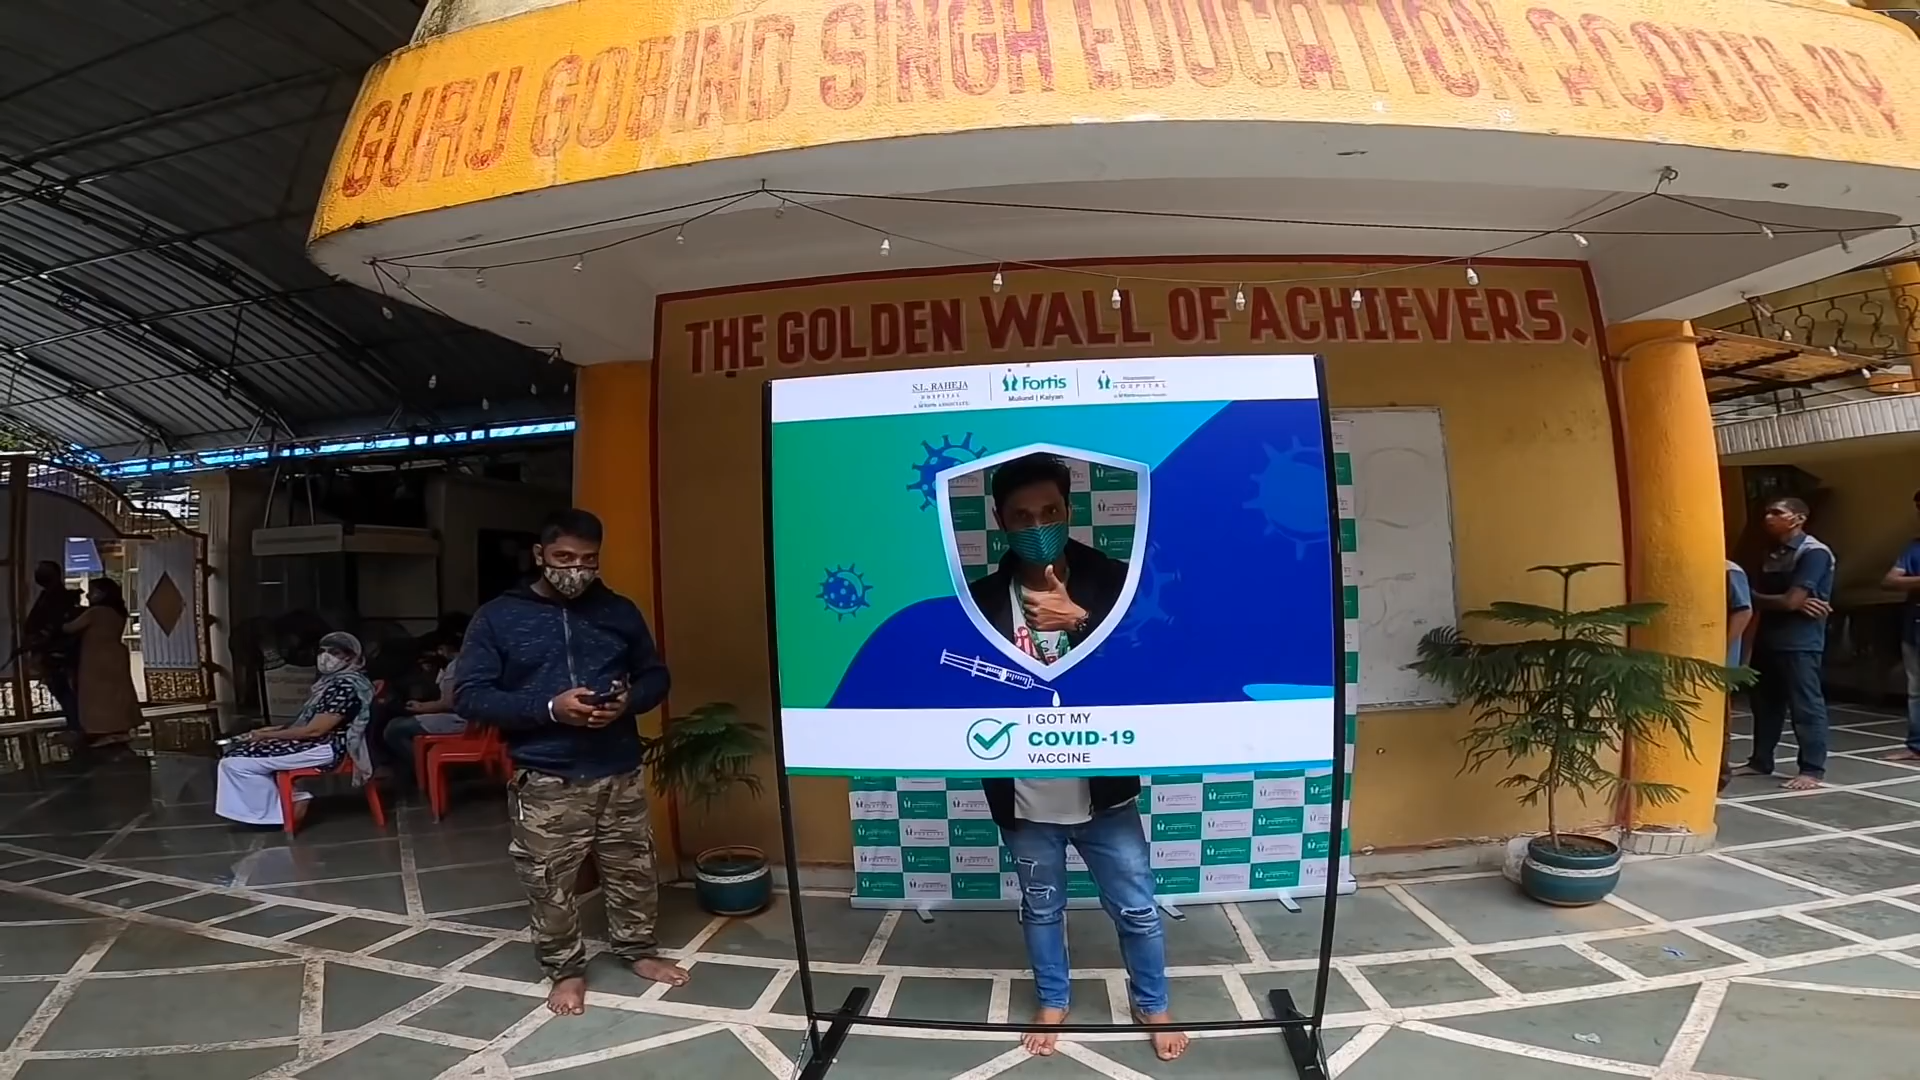 GURU GOBIND SINGH EDUCATION ACADEMY
THE GOLDEN WALL OF ACHIEVERS.
S.L. RAHEJA
HOSPITAL
Fortis
Mulund | Kalyan
HOSPITAL
I GOT MY
COVID-19
VACCINE